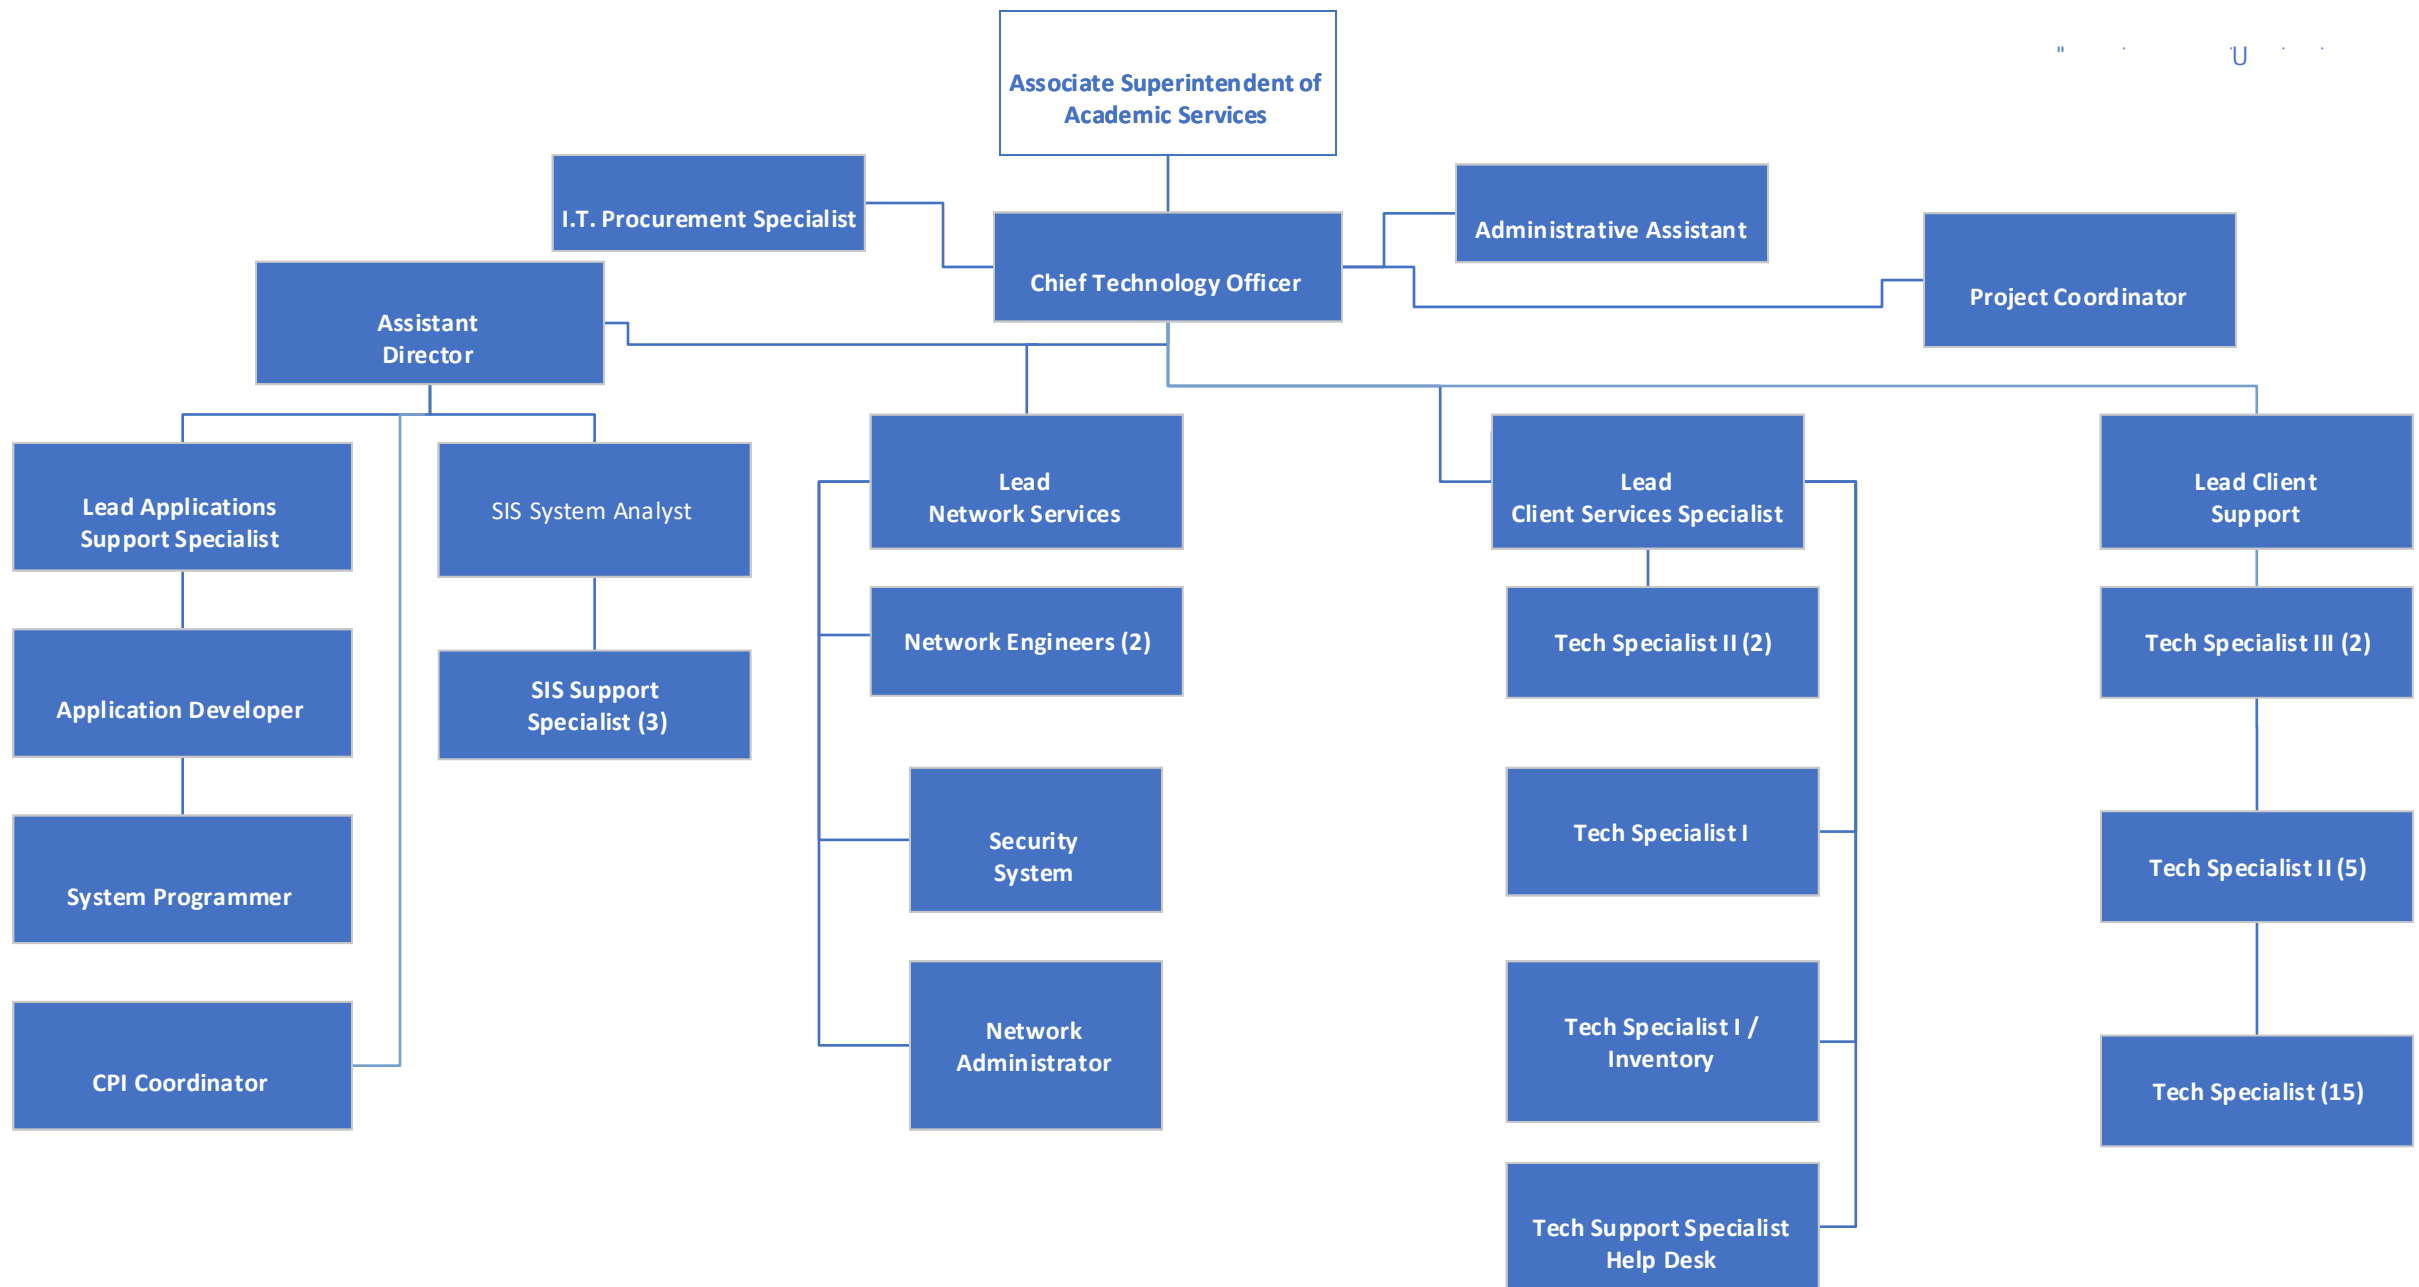 Associate Superintendent of
Academic Services
I.T. Procurement Specialist
Administrative Assistant
Chief Technology Officer
Project Coordinator
Assistant
Director
Lead Applications
Support Specialist
SIS System Analyst
Lead
Network Services
Lead
Client Services Specialist
Lead Client
Support
Network Engineers (2)
Tech Specialist II (2)
Tech Specialist III (2)
SIS Support
Specialist (3)
Application Developer
Security
System
Tech Specialist I
Tech Specialist II (5)
System Programmer
Network
Administrator
Tech Specialist I /
Inventory
CPI Coordinator
Tech Specialist (15)
Tech Support Specialist
Help Desk